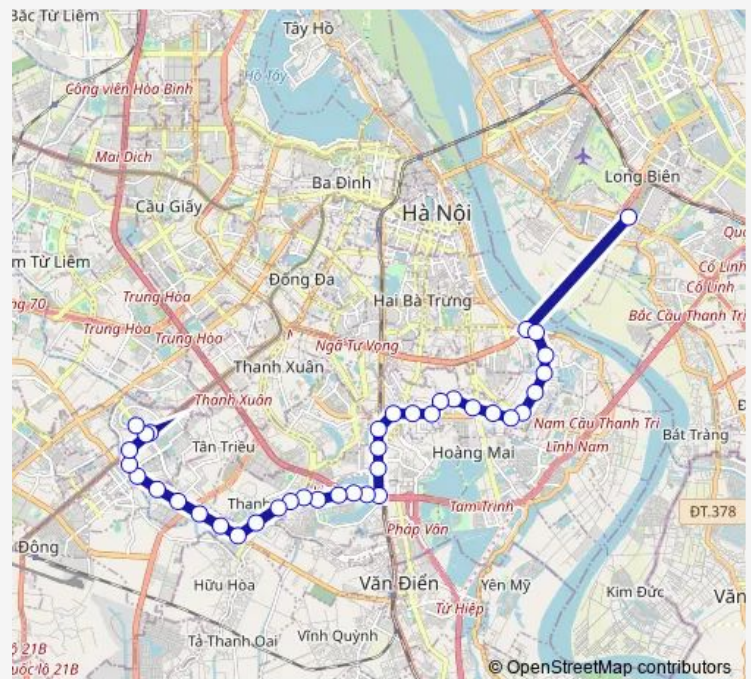 Bắc Từ Liêm
Tây Hồ
Hồ Tây
Công viên Hòa Bình
Mai Dịch
Long Biên
Ba Đình
Cầu Giấy
Hà Nội
m Từ Liêm
Cổ Linh
Cổ Linh
Đống Đa
ng 70
Trung Hòa
Hai Bà Trưng
Bắc Cầu Thanh Trì
Trung Hòa
Trung Hòa
Ngã Tư Vọng
Thanh Xuân
Thanh Xuân
Nam Cầu Thanh Trì
Bát Tràng
Tân Triều
Hoàng Mai
Lĩnh Nam
Thanh
Tam Trinh
ĐT.378
Pháp Vân
Đông
Hữu Hòa
Văn Điển
Yên Mỹ
Kim Đức
Văn
Từ Hiệp
Tả Thanh Oai
Vĩnh Quỳnh
21B
uốc lộ 21B
© OpenStreetMap contributors